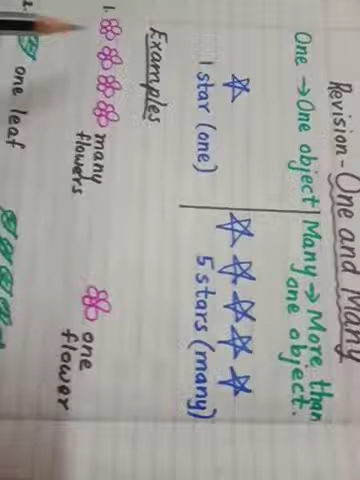 Revision - One and Many
One → One object
Many → More than
one object.
1 star (one)
5 stars (many)
Examples
1.
many
flowers
one
flower
2.
one leaf